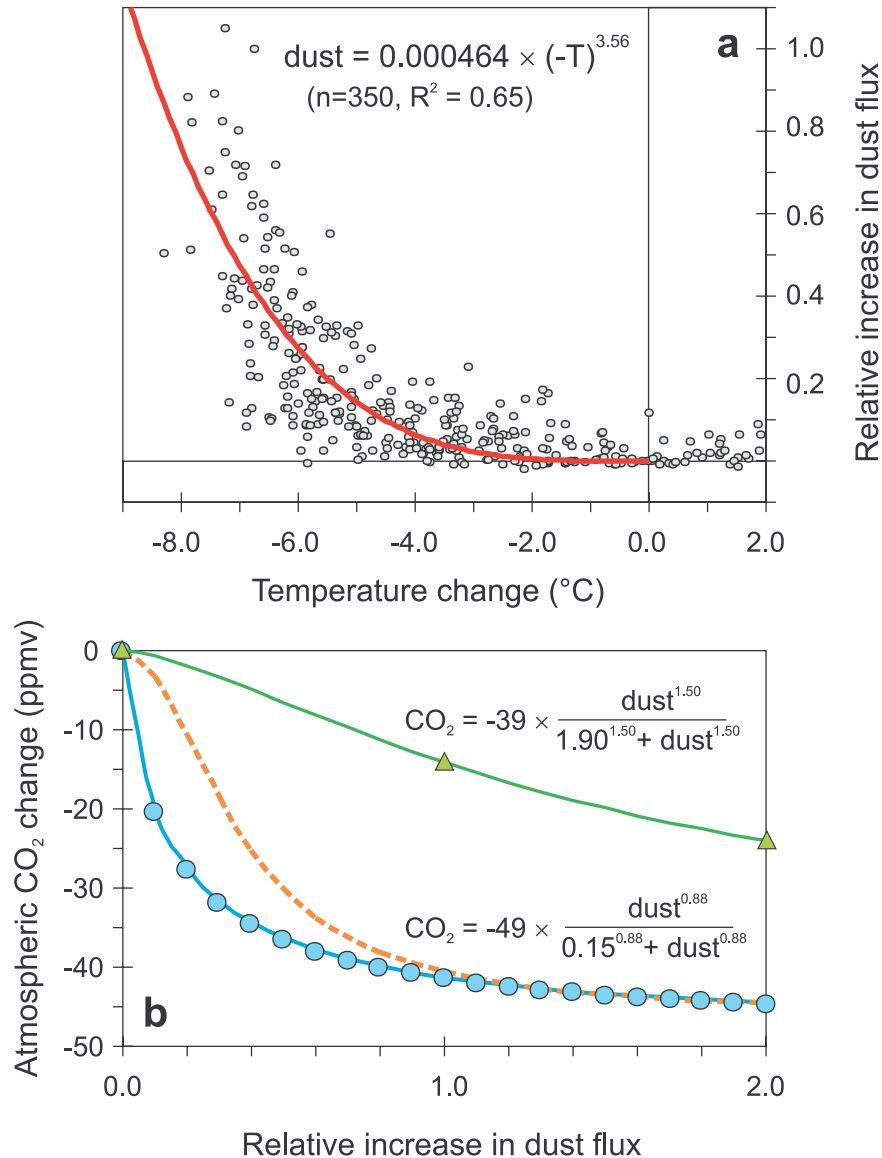 a
dust = 0.000464 × (-T)^3.56
(n=350, R² = 0.65)
1.0
0.8
0.6
0.4
0.2
Relative increase in dust flux
-8.0 -6.0 -4.0 -2.0 0.0 2.0
Temperature change (°C)
0
-10
-20
-30
-40
-50
Atmospheric CO₂ change (ppmv)
CO₂ = -39 × dust^1.50 / 1.90^1.50 + dust^1.50
CO₂ = -49 × dust^0.88 / 0.15^0.88 + dust^0.88
b
0.0 1.0 2.0
Relative increase in dust flux